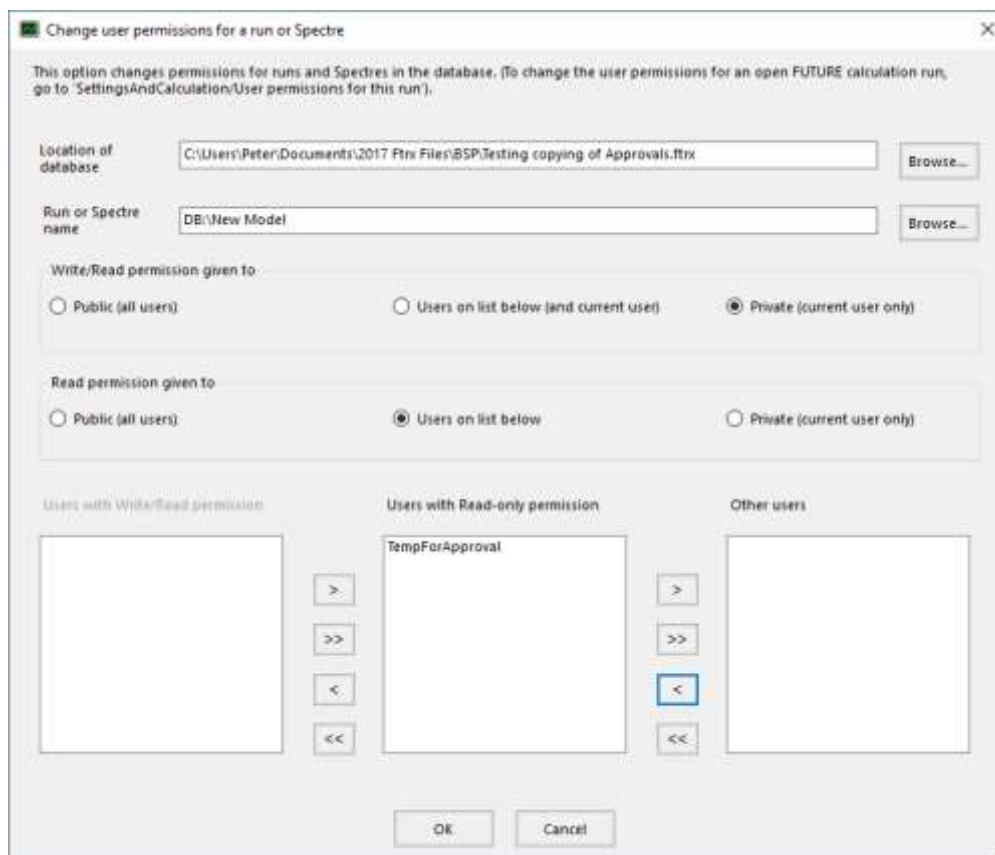 Change user permissions for a run or Spectre
This option changes permissions for runs and Spectres in the database. (To change the user permissions for an open FUTURE calculation run,
go to 'SettingsAndCalculation/User permissions for this run').
Location of
database
C:\Users\Peter\Documents\2017 Ftrx Files\BSP\Testing copying of Approvals.ftrx
Browse...
Run or Spectre
name
DB:\New Model
Browse...
Write/Read permission given to
Public (all users)
Users on list below (and current user)
Private (current user only)
Read permission given to
Public (all users)
Users on list below
Private (current user only)
Users with Write/Read permission
Users with Read-only permission
Other users
TempForApproval
> >
>> >>
< <
<< <<
OK
Cancel